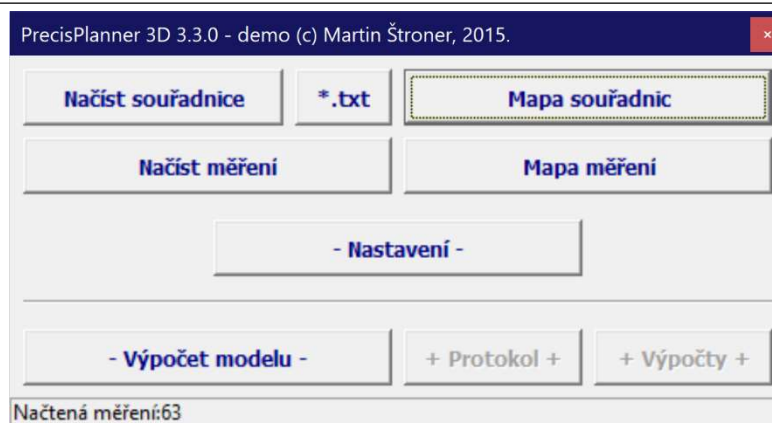 PrecisPlanner 3D 3.3.0 - demo (c) Martin Štroner, 2015.
Načíst souřadnice *.txt Mapa souřadnic
Načíst měření Mapa měření
- Nastavení -
- Výpočet modelu - + Protokol + + Výpočty +
Načtená měření:63